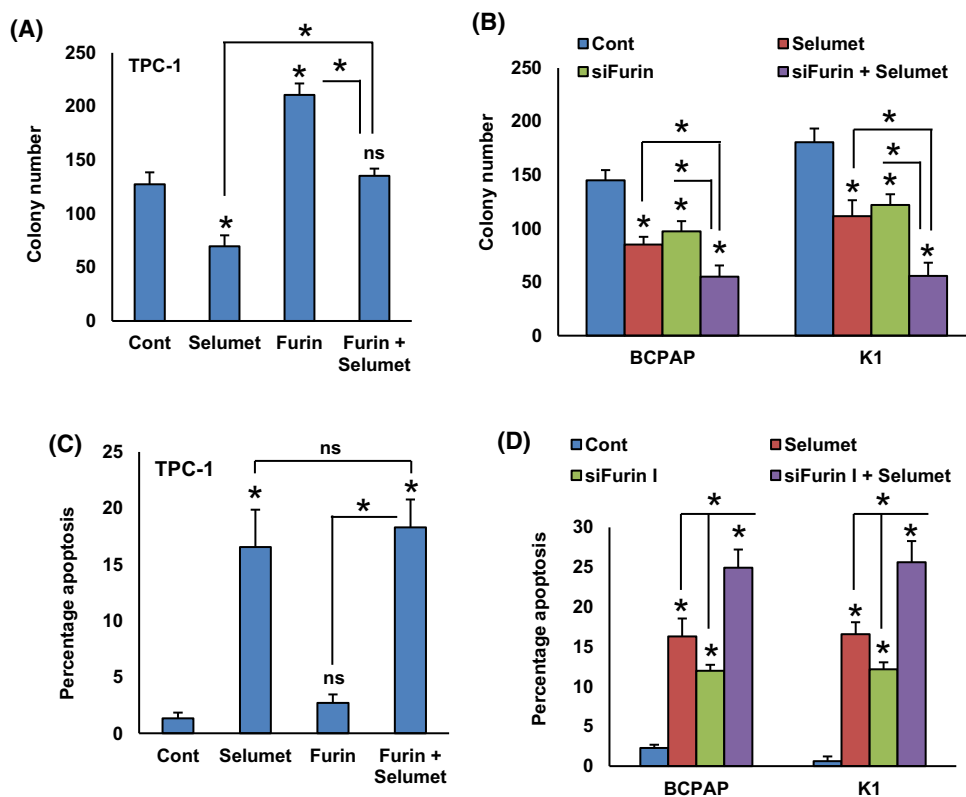 (A)
TPC-1
Colony number
250
200
150
100
50
0
*
*
*
*
ns
Cont Selumet Furin Furin +
Selumet
(B)
Cont Selumet
siFurin siFurin + Selumet
Colony number
250
200
150
100
50
0
*
*
*
*
*
*
*
*
*
*
BCPAP K1
(C)
TPC-1
Percentage apoptosis
25
20
15
10
5
0
ns
*
*
*
ns
Cont Selumet Furin Furin +
Selumet
(D)
Cont Selumet
siFurin I siFurin I + Selumet
Percentage apoptosis
30
25
20
15
10
5
0
*
*
*
*
*
*
*
*
BCPAP K1